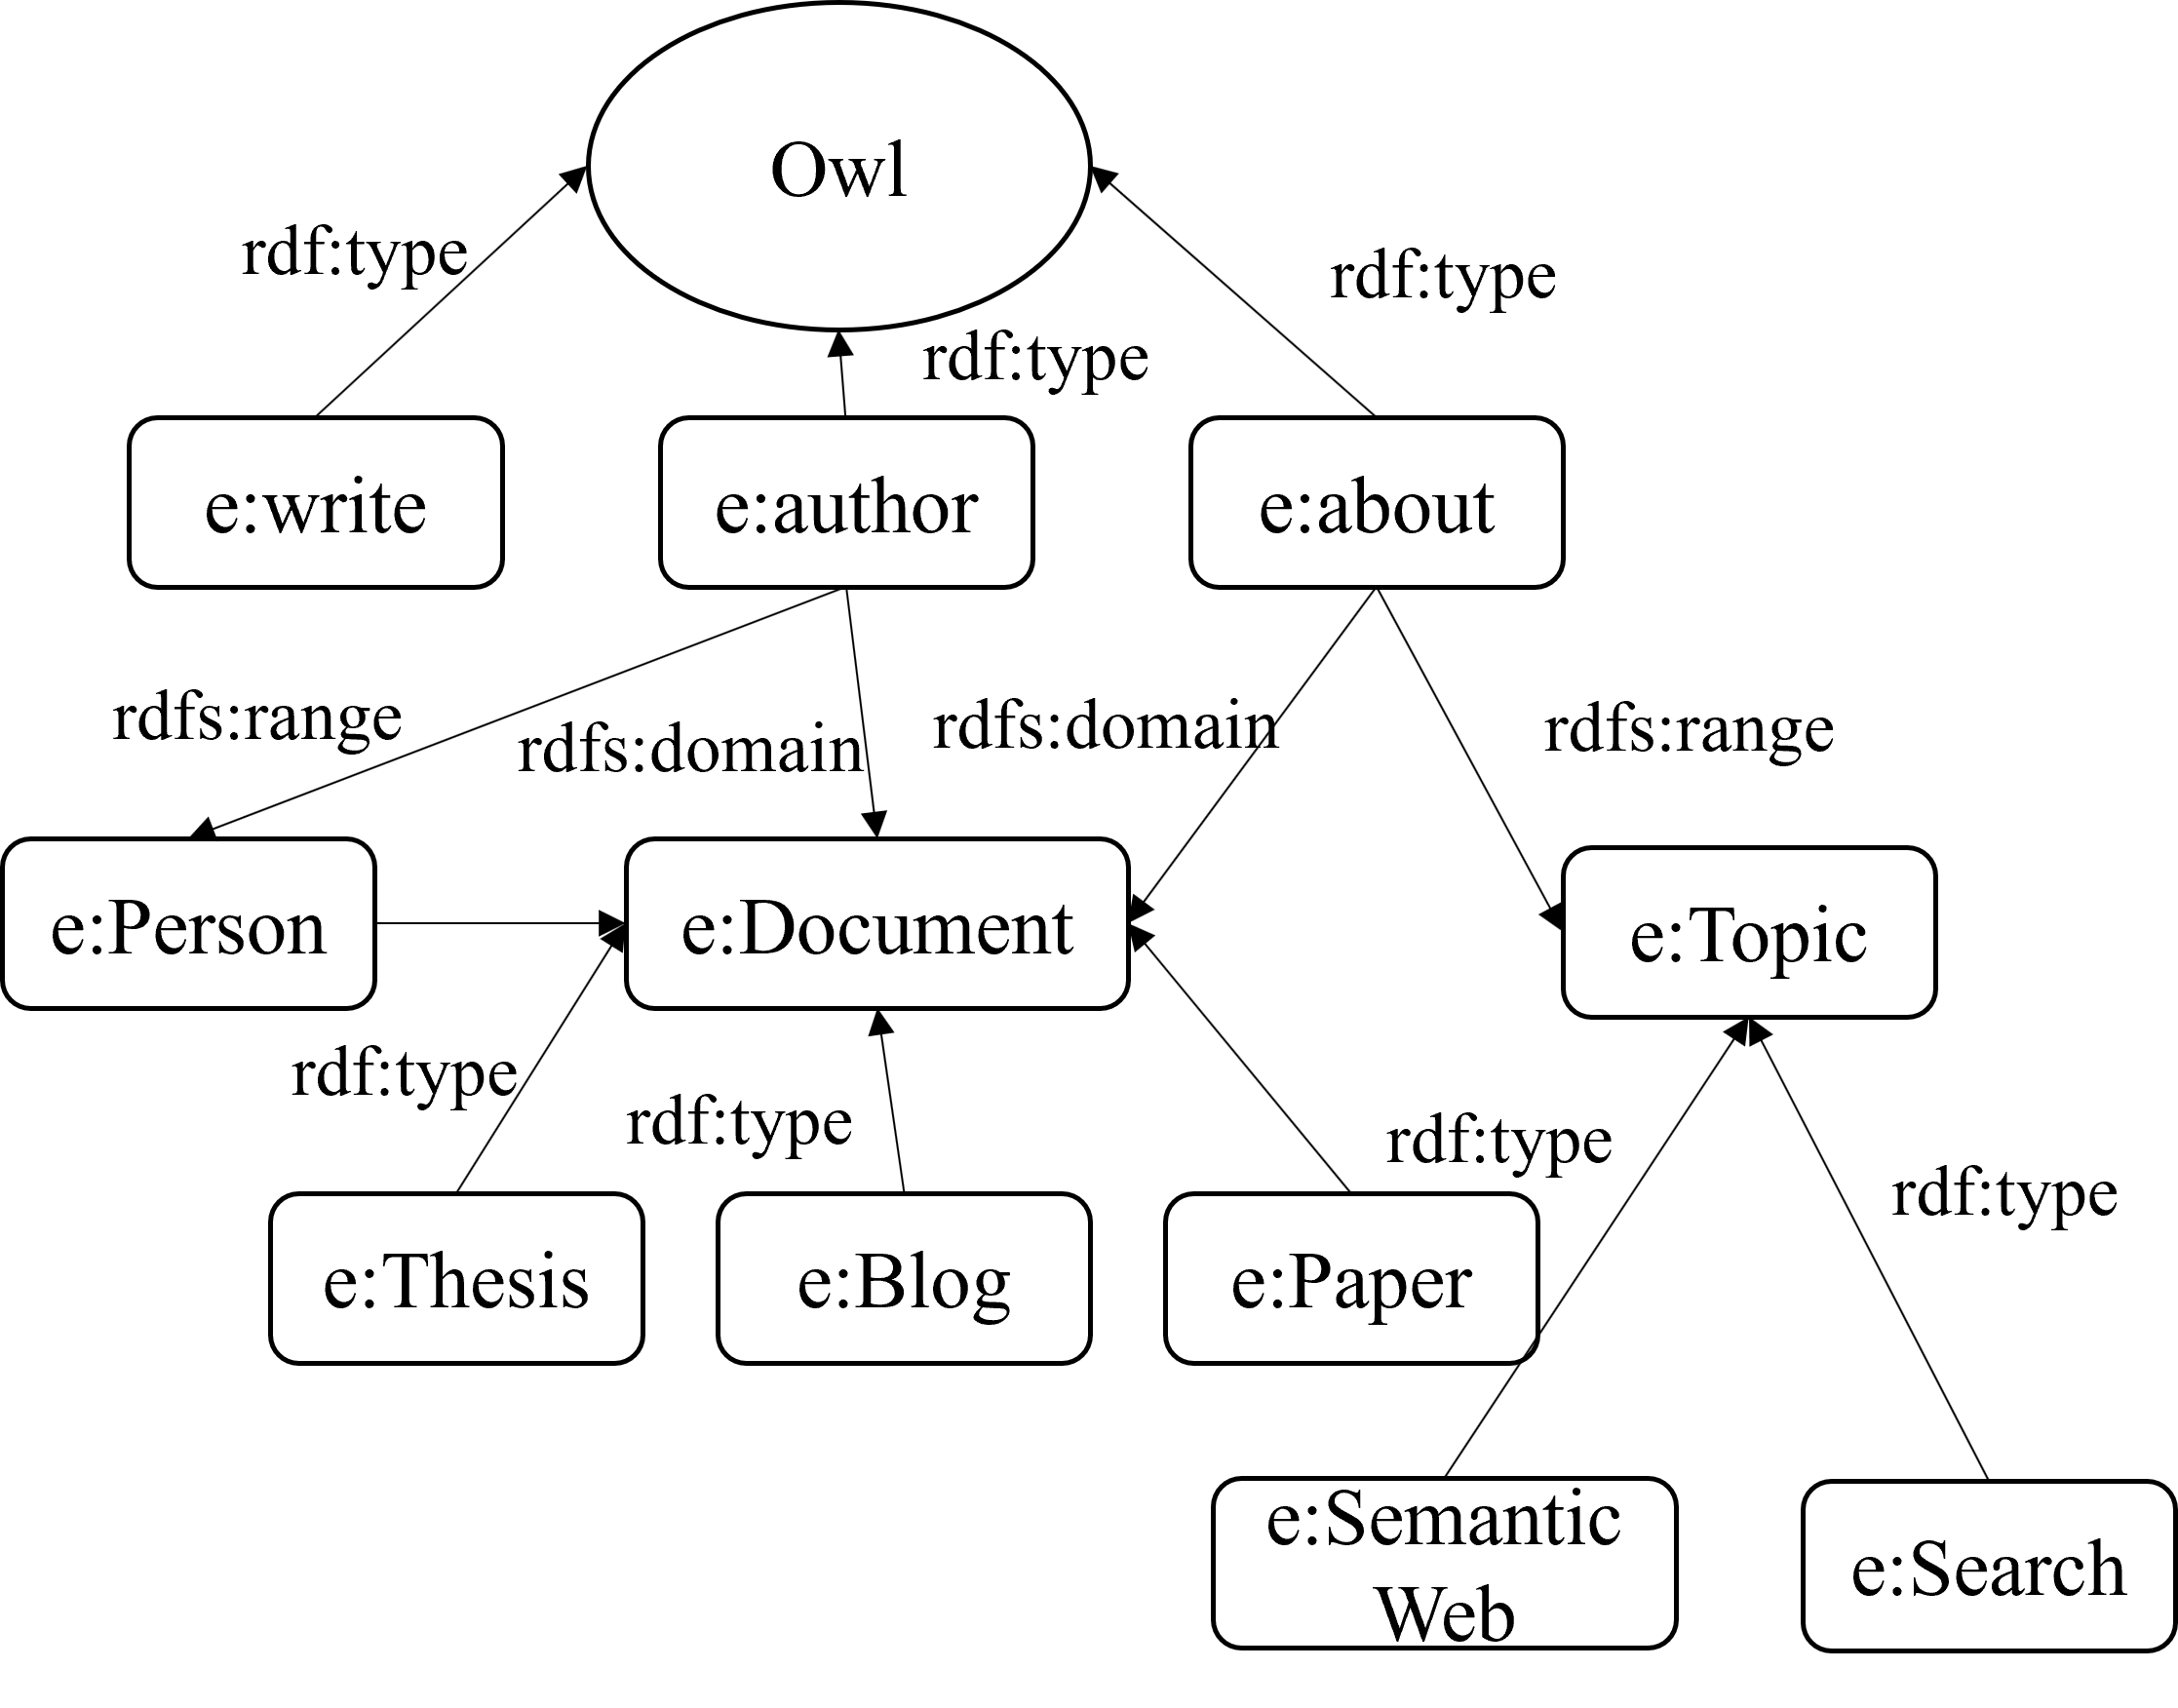 Owl
rdf:type
rdf:type
rdf:type
e:write
e:author
e:about
rdfs:range
rdfs:domain
rdfs:domain
rdfs:range
e:Person
e:Document
e:Topic
rdf:type
rdf:type
rdf:type
rdf:type
e:Thesis
e:Blog
e:Paper
e:Semantic
Web
e:Search